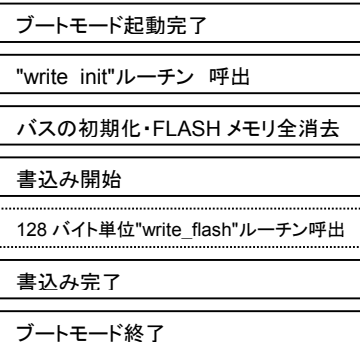 ブートモード起動完了
"write init"ルーチン 呼出
バスの初期化・FLASH メモリ全消去
書込み開始
128 バイト単位"write_flash"ルーチン呼出
書込み完了
ブートモード終了